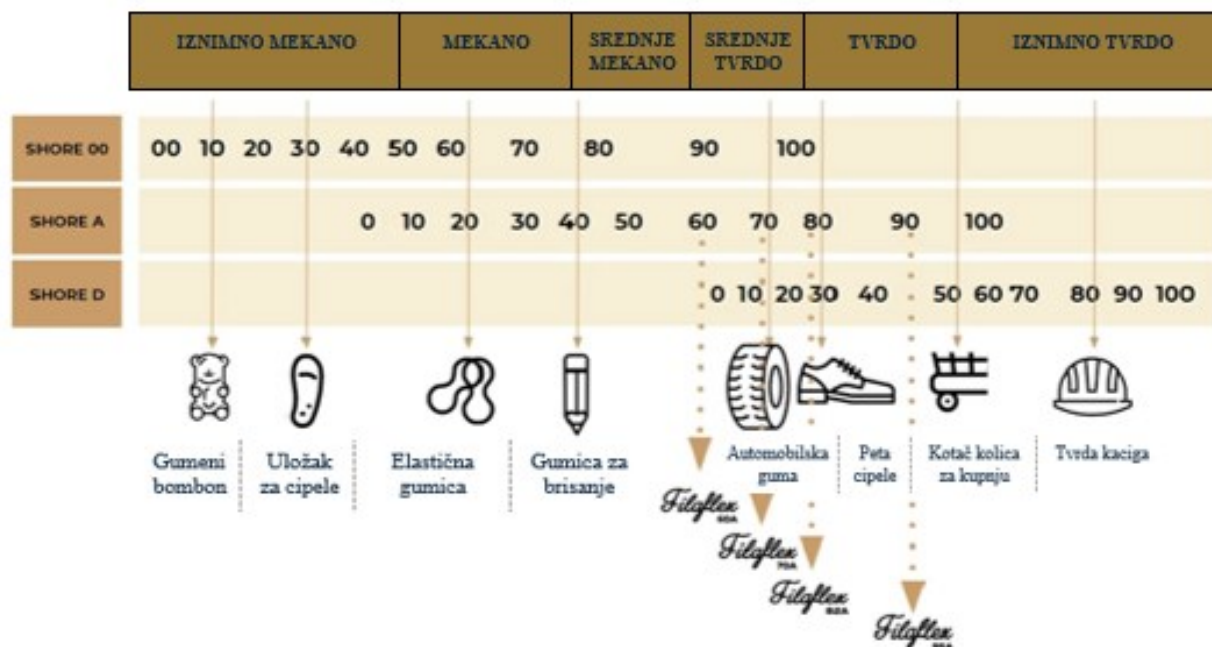 IZNIMNO MEKANO
MEKANO
SREDNJE
MEKANO
SREDNJE
TVRDO
TVRDO
IZNIMNO TVRDO
SHORE 00
00 10 20 30 40 50 60 70 80 90 100
SHORE A
0 10 20 30 40 50 60 70 80 90 100
SHORE D
0 10 20 30 40 50 60 70 80 90 100
Gumeni
bombon
Uložak
za cipele
Elastična
gumica
Gumica za
brisanje
Automobilska
guma
Peta
cipele
Kotač kolica
za kupnju
Tvrda kaciga
Filaflex
60A
Filaflex
70A
Filaflex
82A
Filaflex